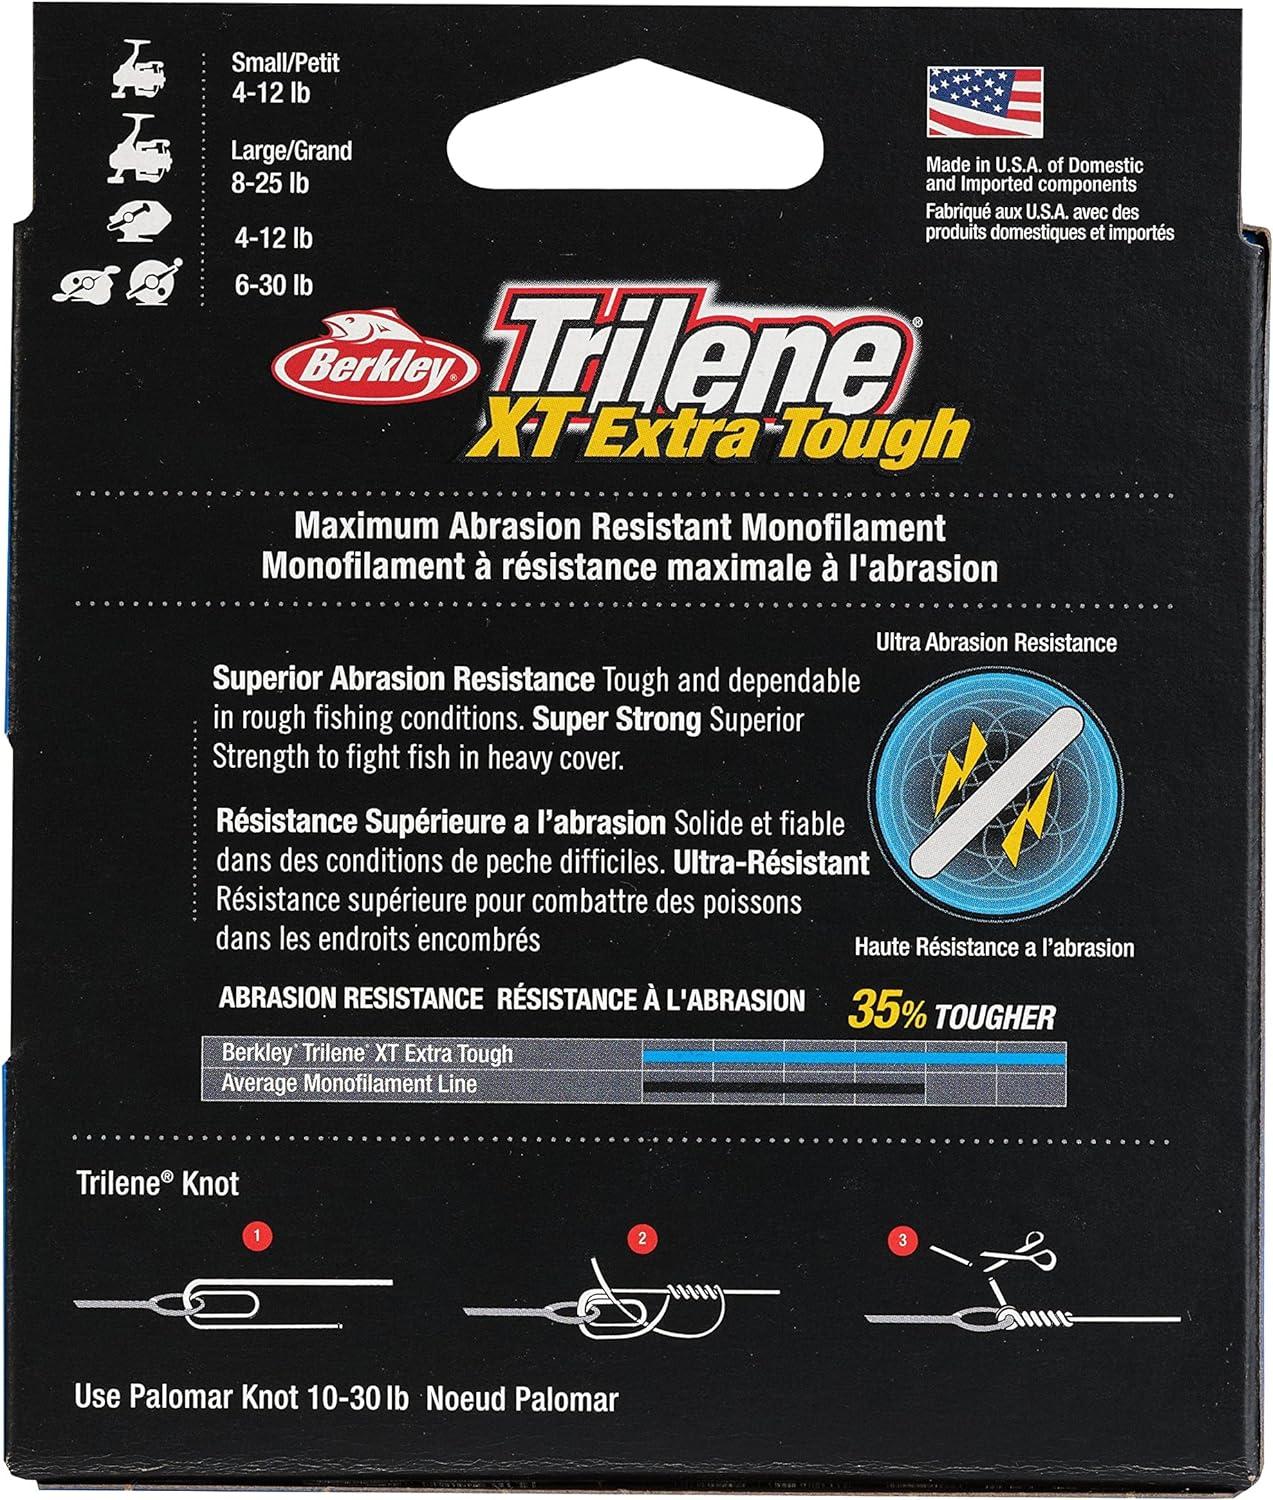 Small/Petit
4-12 lb
Large/Grand
8-25 lb
4-12 lb
6-30 lb
Made in U.S.A. of Domestic
and Imported components
Fabriqué aux U.S.A. avec des
produits domestiques et importés
Berkley®
Trilene®
XT Extra Tough
Maximum Abrasion Resistant Monofilament
Monofilament à résistance maximale à l'abrasion
Ultra Abrasion Resistance
Superior Abrasion Resistance Tough and dependable
in rough fishing conditions. Super Strong Superior
Strength to fight fish in heavy cover.
Résistance Supérieure a l'abrasion Solide et fiable
dans des conditions de peche difficiles. Ultra-Résistant
Résistance supérieure pour combattre des poissons
dans les endroits encombrés
Haute Résistance a l'abrasion
ABRASION RESISTANCE RÉSISTANCE À L'ABRASION
35% TOUGHER
Berkley® Trilene® XT Extra Tough
Average Monofilament Line
Trilene® Knot
1
2
3
Use Palomar Knot 10-30 lb Noeud Palomar